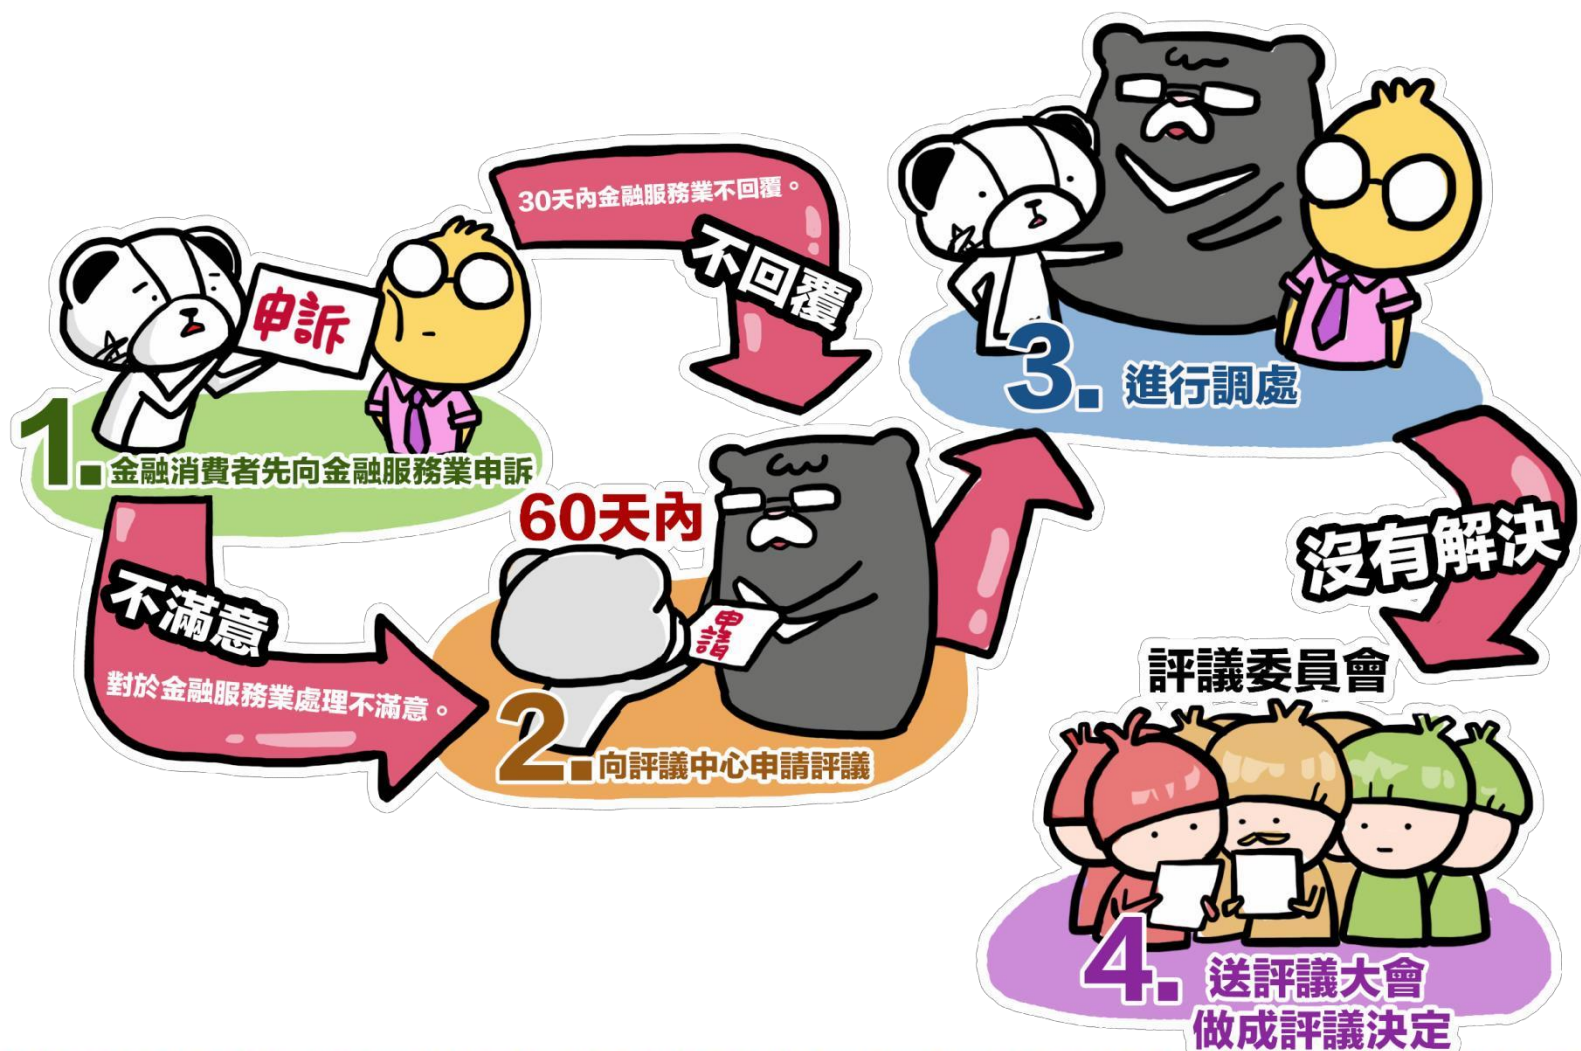 申訴
1.金融消費者先向金融服務業申訴
30天內金融服務業不回覆。
不回覆
不滿意
對於金融服務業處理不滿意。
60天內
申請
2.向評議中心申請評議
3.進行調處
沒有解決
評議委員會
4.送評議大會
做成評議決定